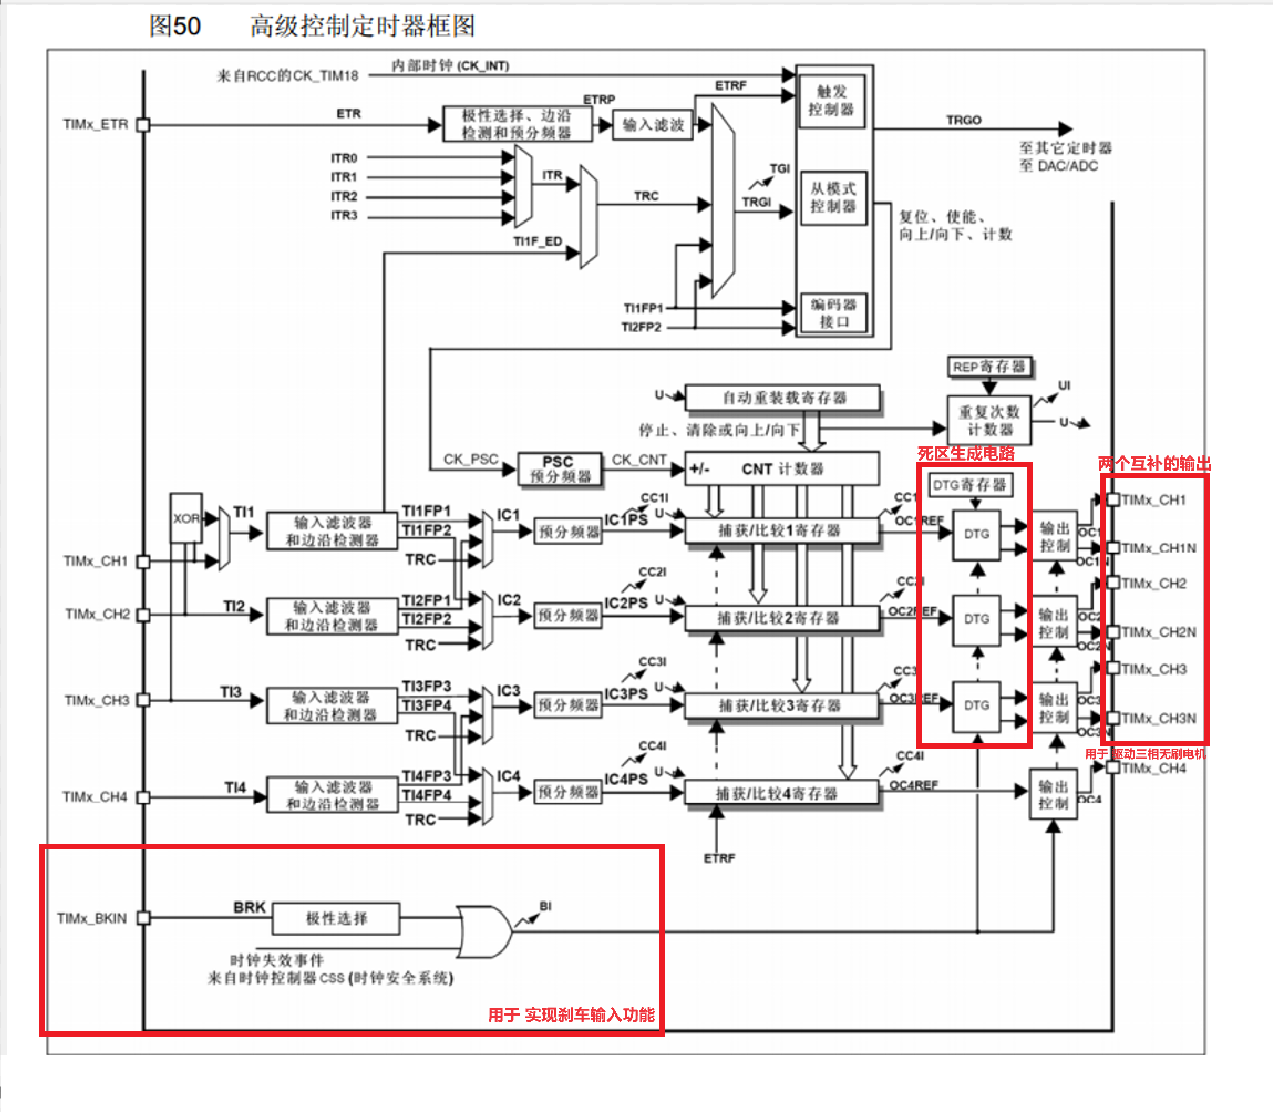 图50 高级控制定时器框图
来自RCC的CK_TIM18
内部时钟 (CK_INT)
触发
控制器
ETRF
ETRP
ETR
TIMx_ETR
极性选择、边沿
检测和预分频器
输入滤波
TRGO
至其它定时器
至 DAC/ADC
ITR0
ITR1
ITR2
ITR3
ITR
TRC
TGI
TRGI
从模式
控制器
复位、使能、
向上/向下、计数
TI1F_ED
TI1FP1
TI2FP2
编码器
接口
REP寄存器
U
自动重装载寄存器
UI
重复次数
计数器
U
停止、清除或向上/向下
死区生成电路
两个互补的输出
CK_PSC
PSC
预分频器
CK_CNT
+/-
CNT 计数器
DTG寄存器
XOR
TI1
输入滤波器
和边沿检测器
TI1FP1
TI1FP2
TRC
IC1
预分频器
IC1PS
CC1I
U
捕获/比较1寄存器
CC1
OC1REF
DTG
输出
控制
OC1
OC1N
TIMx_CH1
TIMx_CH1N
TIMx_CH1
TIMx_CH2
TI2
输入滤波器
和边沿检测器
TI2FP1
TI2FP2
TRC
IC2
预分频器
IC2PS
CC2I
U
捕获/比较2寄存器
CC2I
OC2REF
DTG
输出
控制
OC2
OC2N
TIMx_CH2
TIMx_CH2N
TIMx_CH3
TI3
输入滤波器
和边沿检测器
TI3FP3
TI3FP4
TRC
IC3
预分频器
IC3PS
CC3I
U
捕获/比较3寄存器
CC3
OC3REF
DTG
输出
控制
OC3
OC3N
TIMx_CH3
TIMx_CH3N
用于 驱动三相无刷电机
TIMx_CH4
TI4
输入滤波器
和边沿检测器
TI4FP3
TI4FP4
TRC
IC4
预分频器
IC4PS
CC4I
U
捕获/比较4寄存器
CC4I
OC4REF
输出
控制
OC4
TIMx_CH4
ETRF
TIMx_BKIN
BRK
极性选择
BI
时钟失效事件
来自时钟控制器CSS (时钟安全系统)
用于 实现刹车输入功能